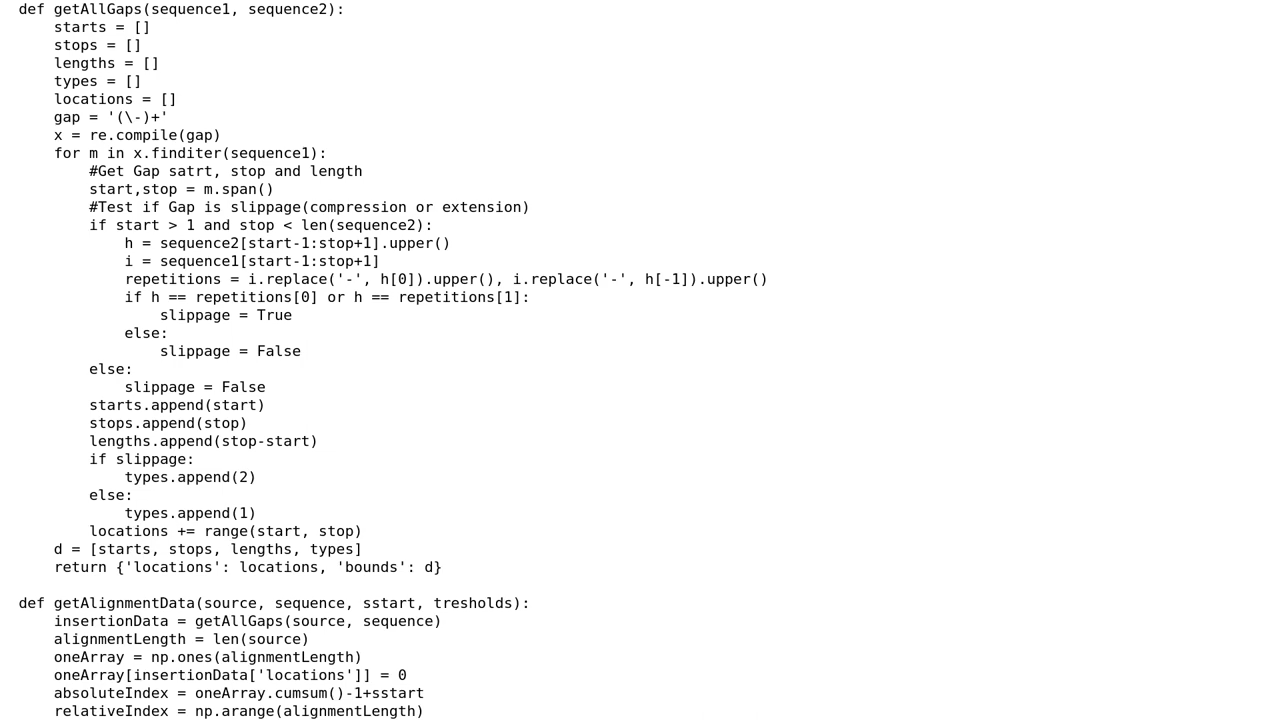 def getAllGaps(sequence1, sequence2):
    starts = []
    stops = []
    lengths = []
    types = []
    locations = []
    gap = '(\-)+'
    x = re.compile(gap)
    for m in x.finditer(sequence1):
        #Get Gap satrt, stop and length
        start,stop = m.span()
        #Test if Gap is slippage(compression or extension)
        if start > 1 and stop < len(sequence2):
            h = sequence2[start-1:stop+1].upper()
            i = sequence1[start-1:stop+1]
            repetitions = i.replace('-', h[0]).upper(), i.replace('-', h[-1]).upper()
            if h == repetitions[0] or h == repetitions[1]:
                slippage = True
            else:
                slippage = False
        else:
            slippage = False
        starts.append(start)
        stops.append(stop)
        lengths.append(stop-start)
        if slippage:
            types.append(2)
        else:
            types.append(1)
        locations += range(start, stop)
    d = [starts, stops, lengths, types]
    return {'locations': locations, 'bounds': d}

def getAlignmentData(source, sequence, sstart, tresholds):
    insertionData = getAllGaps(source, sequence)
    alignmentLength = len(source)
    oneArray = np.ones(alignmentLength)
    oneArray[insertionData['locations']] = 0
    absoluteIndex = oneArray.cumsum()-1+sstart
    relativeIndex = np.arange(alignmentLength)